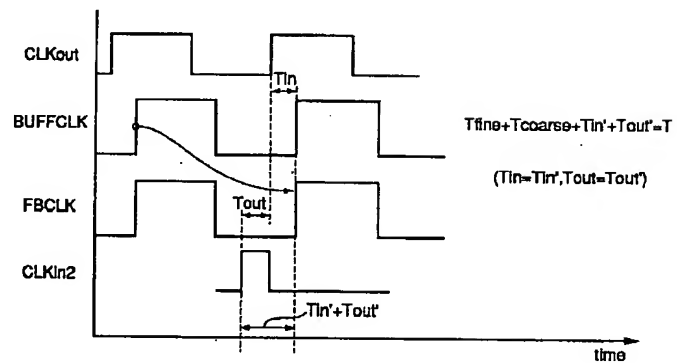 CLKout
TIn
BUFFCLK
Tfine+Tcoarse+Tin'+Tout'=T
(TIn=TIn',Tout=Tout')
Tout
FBCLK
CLKIn2
TIn'+Tout'
time